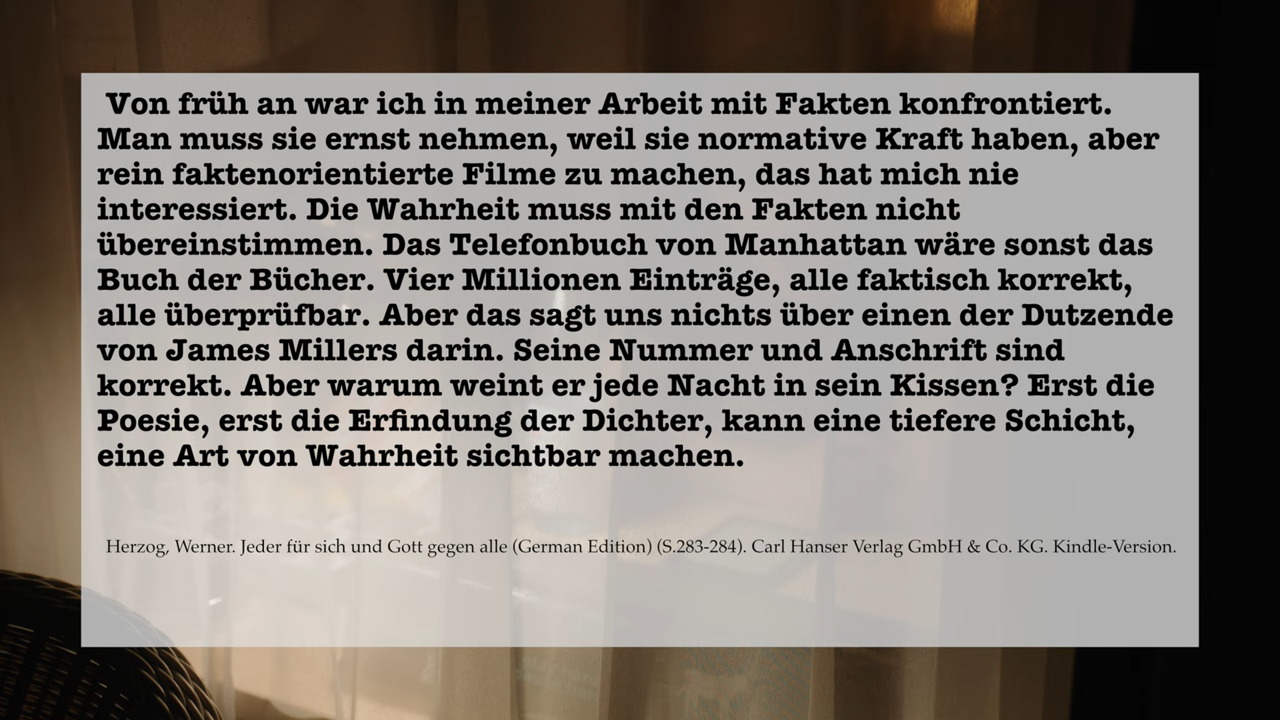 Von früh an war ich in meiner Arbeit mit Fakten konfrontiert.
Man muss sie ernst nehmen, weil sie normative Kraft haben, aber
rein faktenorientierte Filme zu machen, das hat mich nie
interessiert. Die Wahrheit muss mit den Fakten nicht
übereinstimmen. Das Telefonbuch von Manhattan wäre sonst das
Buch der Bücher. Vier Millionen Einträge, alle faktisch korrekt,
alle überprüfbar. Aber das sagt uns nichts über einen der Dutzende
von James Millers darin. Seine Nummer und Anschrift sind
korrekt. Aber warum weint er jede Nacht in sein Kissen? Erst die
Poesie, erst die Erfindung der Dichter, kann eine tiefere Schicht,
eine Art von Wahrheit sichtbar machen.
Herzog, Werner. Jeder für sich und Gott gegen alle (German Edition) (S.283-284). Carl Hanser Verlag GmbH & Co. KG. Kindle-Version.